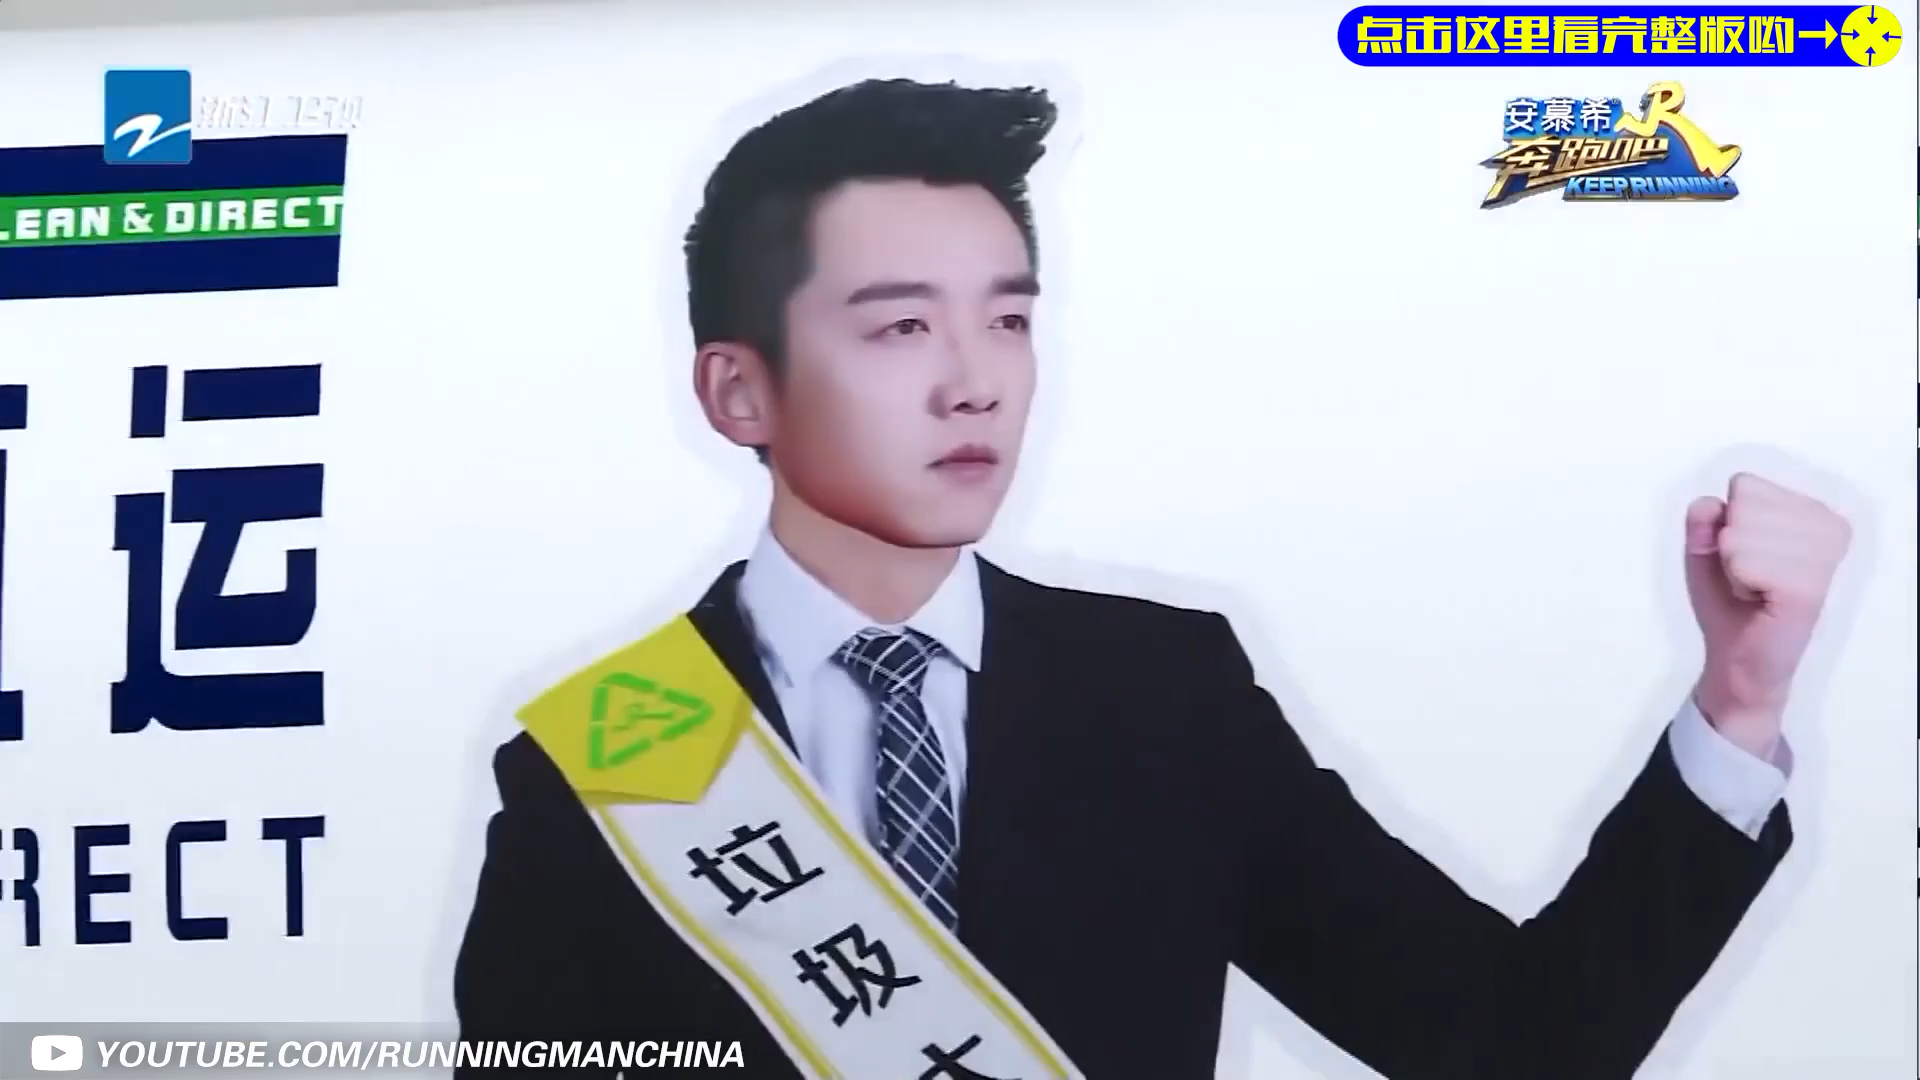 点击这里看完整版哟→
浙江卫视
安慕希
奔跑吧
KEEP RUNNING
LEAN & DIRECT
运
RECT
垃
圾
YOUTUBE.COM/RUNNINGMANCHINA